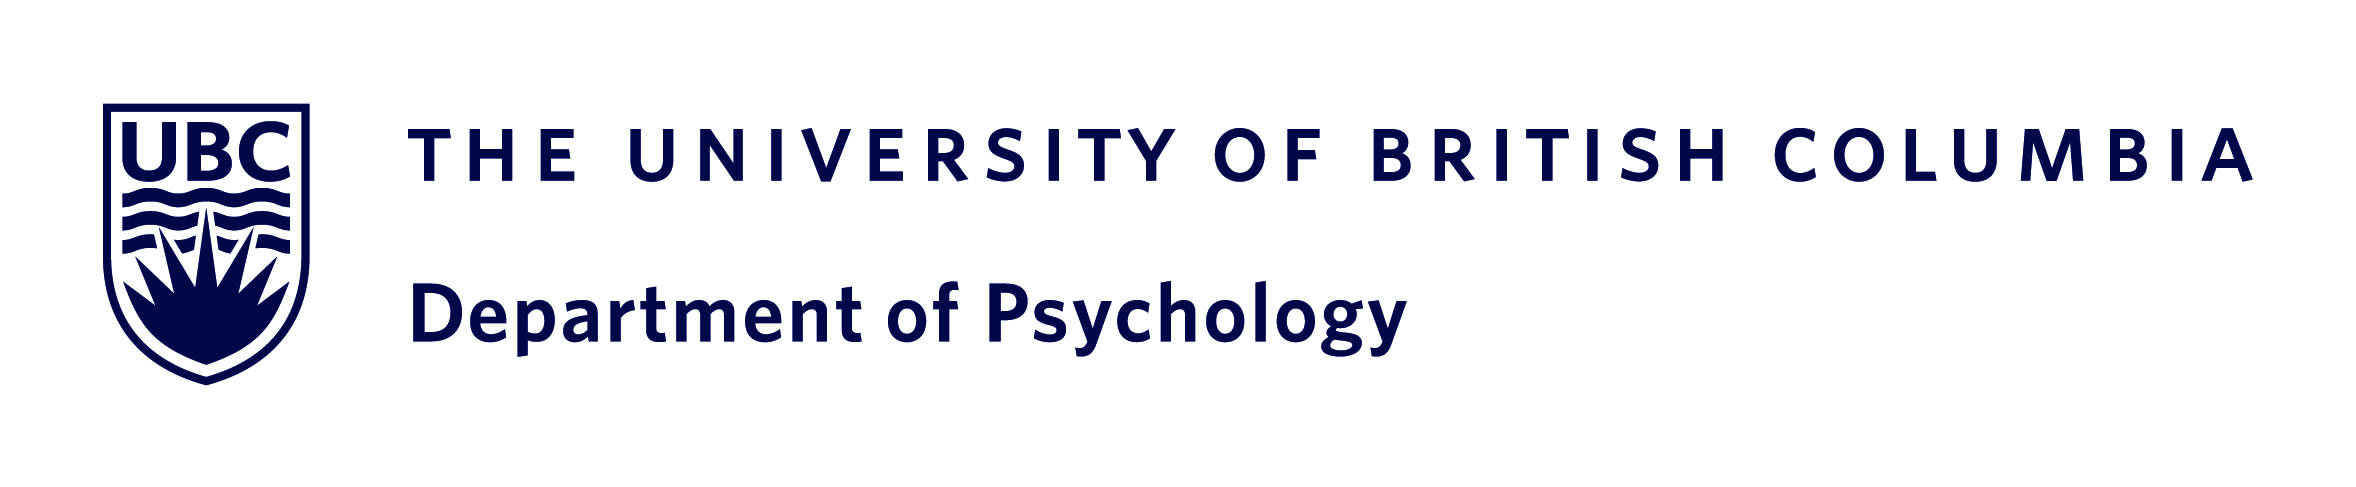 UBC
THE UNIVERSITY OF BRITISH COLUMBIA
Department of Psychology